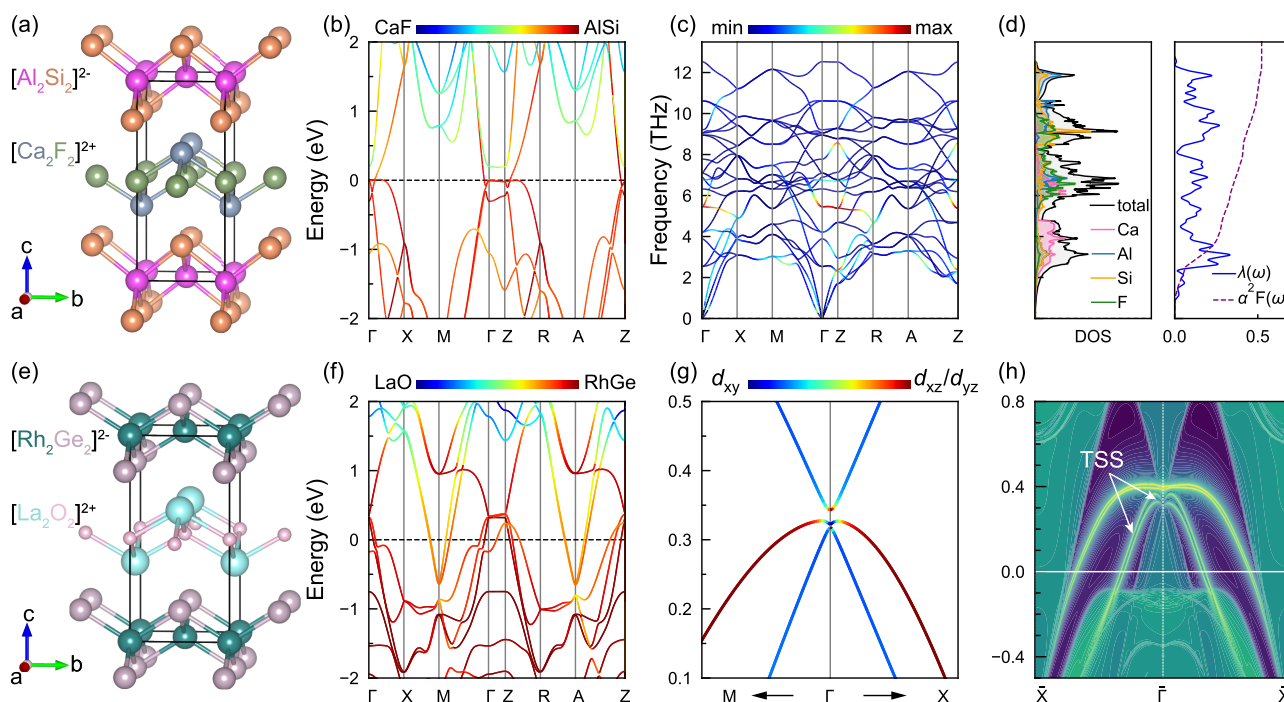 (a)
[Al₂Si₂]²⁻
[Ca₂F₂]²⁺
c
b
a
(b)
CaF AlSi
Energy (eV)
2
1
0
−1
−2
Γ X M Γ Z R A Z
(c)
min max
Frequency (THz)
12
10
8
6
4
2
0
Γ X M Γ Z R A Z
(d)
total
Ca
Al
Si
F
DOS
λ(ω)
α²F(ω
0.0 0.5
(e)
[Rh₂Ge₂]²⁻
[La₂O₂]²⁺
c
b
a
(f)
LaO RhGe
Energy (eV)
2
1
0
−1
−2
Γ X M Γ Z R A Z
(g)
dxy dxz/dyz
0.5
0.4
0.3
0.2
0.1
M Γ X
(h)
TSS
0.8
0.4
0.0
−0.4
X̄ Γ̄ X̄